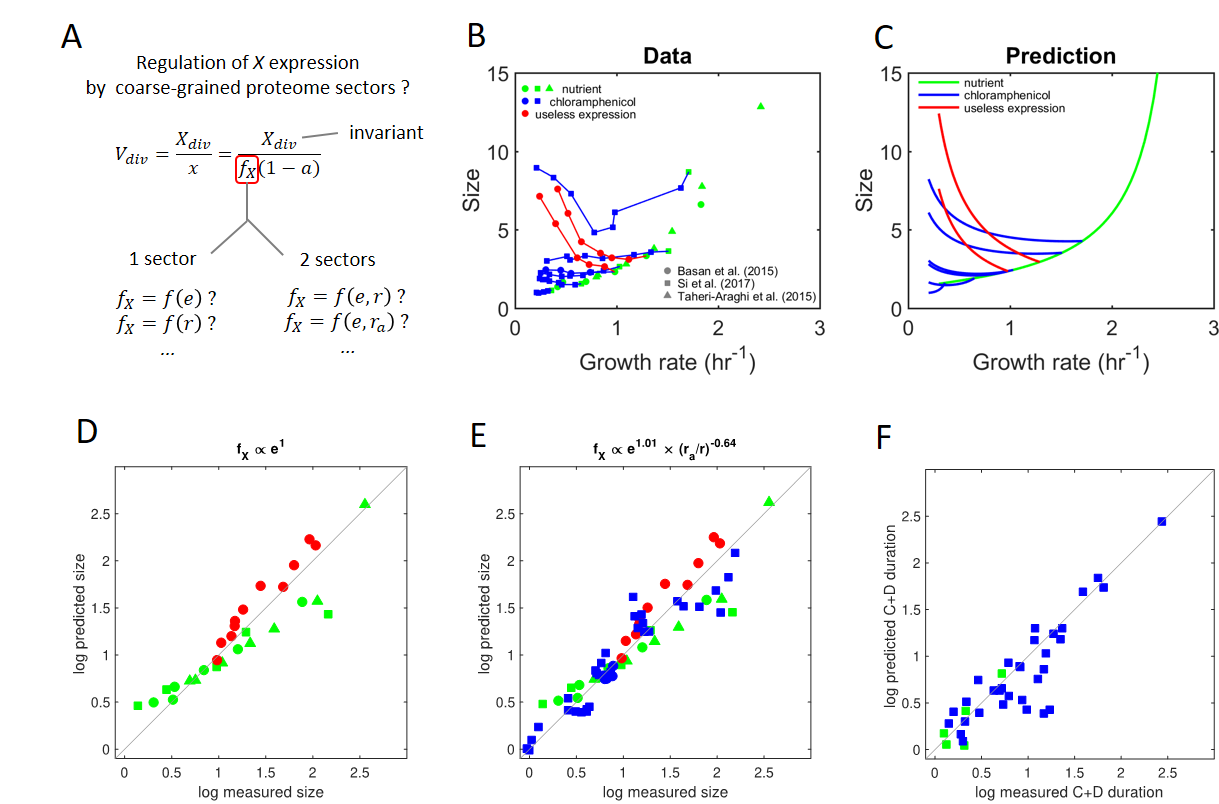 A
Regulation of X expression
by coarse-grained proteome sectors ?
V_div = X_div / x = X_div / f_X(1 − a)
invariant
1 sector
2 sectors
f_X = f(e) ?
f_X = f(e, r) ?
f_X = f(r) ?
f_X = f(e, r_a) ?
...
...
B
Data
15
10
5
0
0
1
2
3
Size
Growth rate (hr^-1)
nutrient
chloramphenicol
useless expression
Basan et al. (2015)
Si et al. (2017)
Taheri-Araghi et al. (2015)
C
Prediction
15
10
5
0
0
1
2
3
Size
Growth rate (hr^-1)
nutrient
chloramphenicol
useless expression
D
f_X ∝ e^1
2.5
2
1.5
1
0.5
0
0
0.5
1
1.5
2
2.5
log predicted size
log measured size
E
f_X ∝ e^1.01 × (r_a/r)^-0.64
2.5
2
1.5
1
0.5
0
0
0.5
1
1.5
2
2.5
log predicted size
log measured size
F
2.5
2
1.5
1
0.5
0
0
0.5
1
1.5
2
2.5
log predicted C+D duration
log measured C+D duration